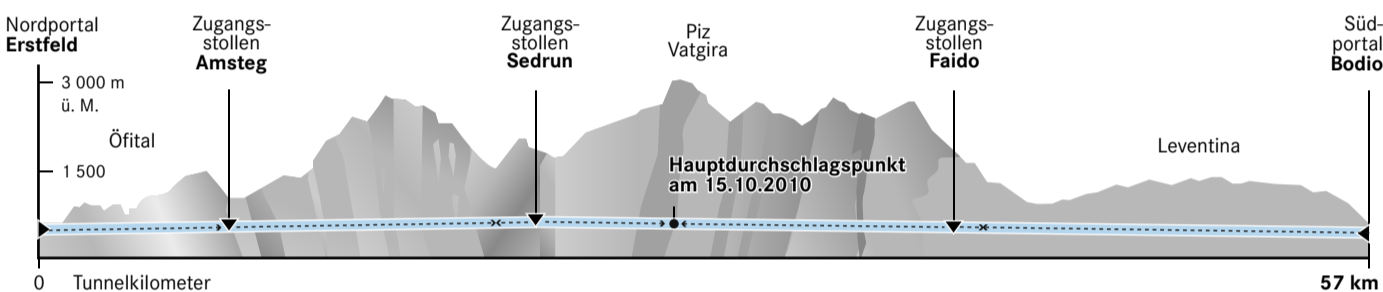 Nordportal
Erstfeld
Zugangs-
stollen
Amsteg
Zugangs-
stollen
Sedrun
Piz
Vatgira
Zugangs-
stollen
Faido
Süd-
portal
Bodio
3 000 m
ü. M.
Öfital
1 500
Hauptdurchschlagspunkt
am 15.10.2010
Leventina
0
Tunnelkilometer
57 km